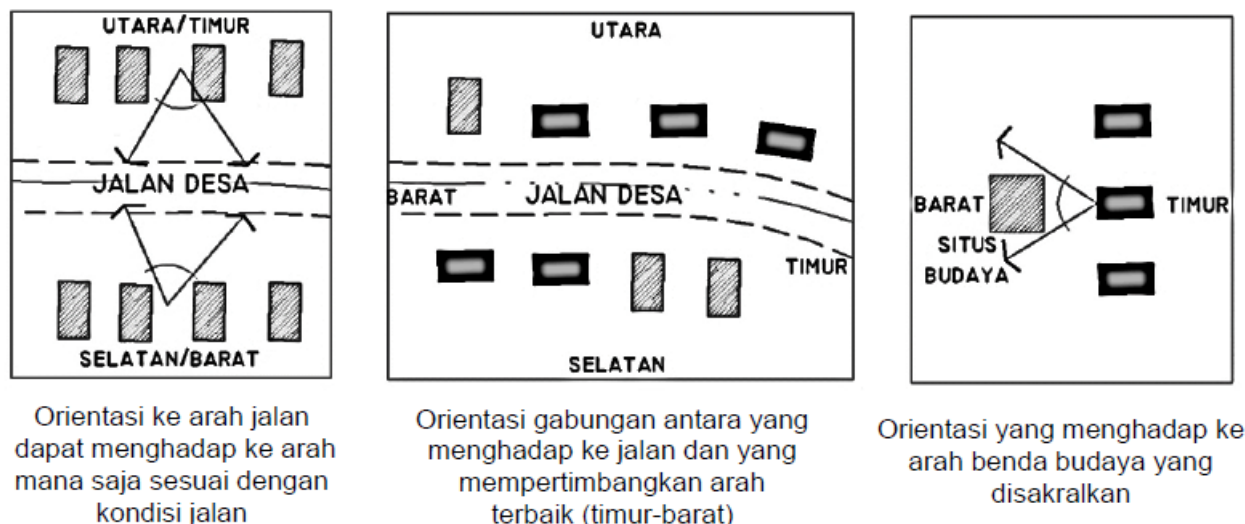 UTARA/TIMUR
JALAN DESA
SELATAN/BARAT
Orientasi ke arah jalan
dapat menghadap ke arah
mana saja sesuai dengan
kondisi jalan
UTARA
BARAT
JALAN DESA
TIMUR
SELATAN
Orientasi gabungan antara yang
menghadap ke jalan dan yang
mempertimbangkan arah
terbaik (timur-barat)
BARAT
TIMUR
SITUS
BUDAYA
Orientasi yang menghadap ke
arah benda budaya yang
disakralkan